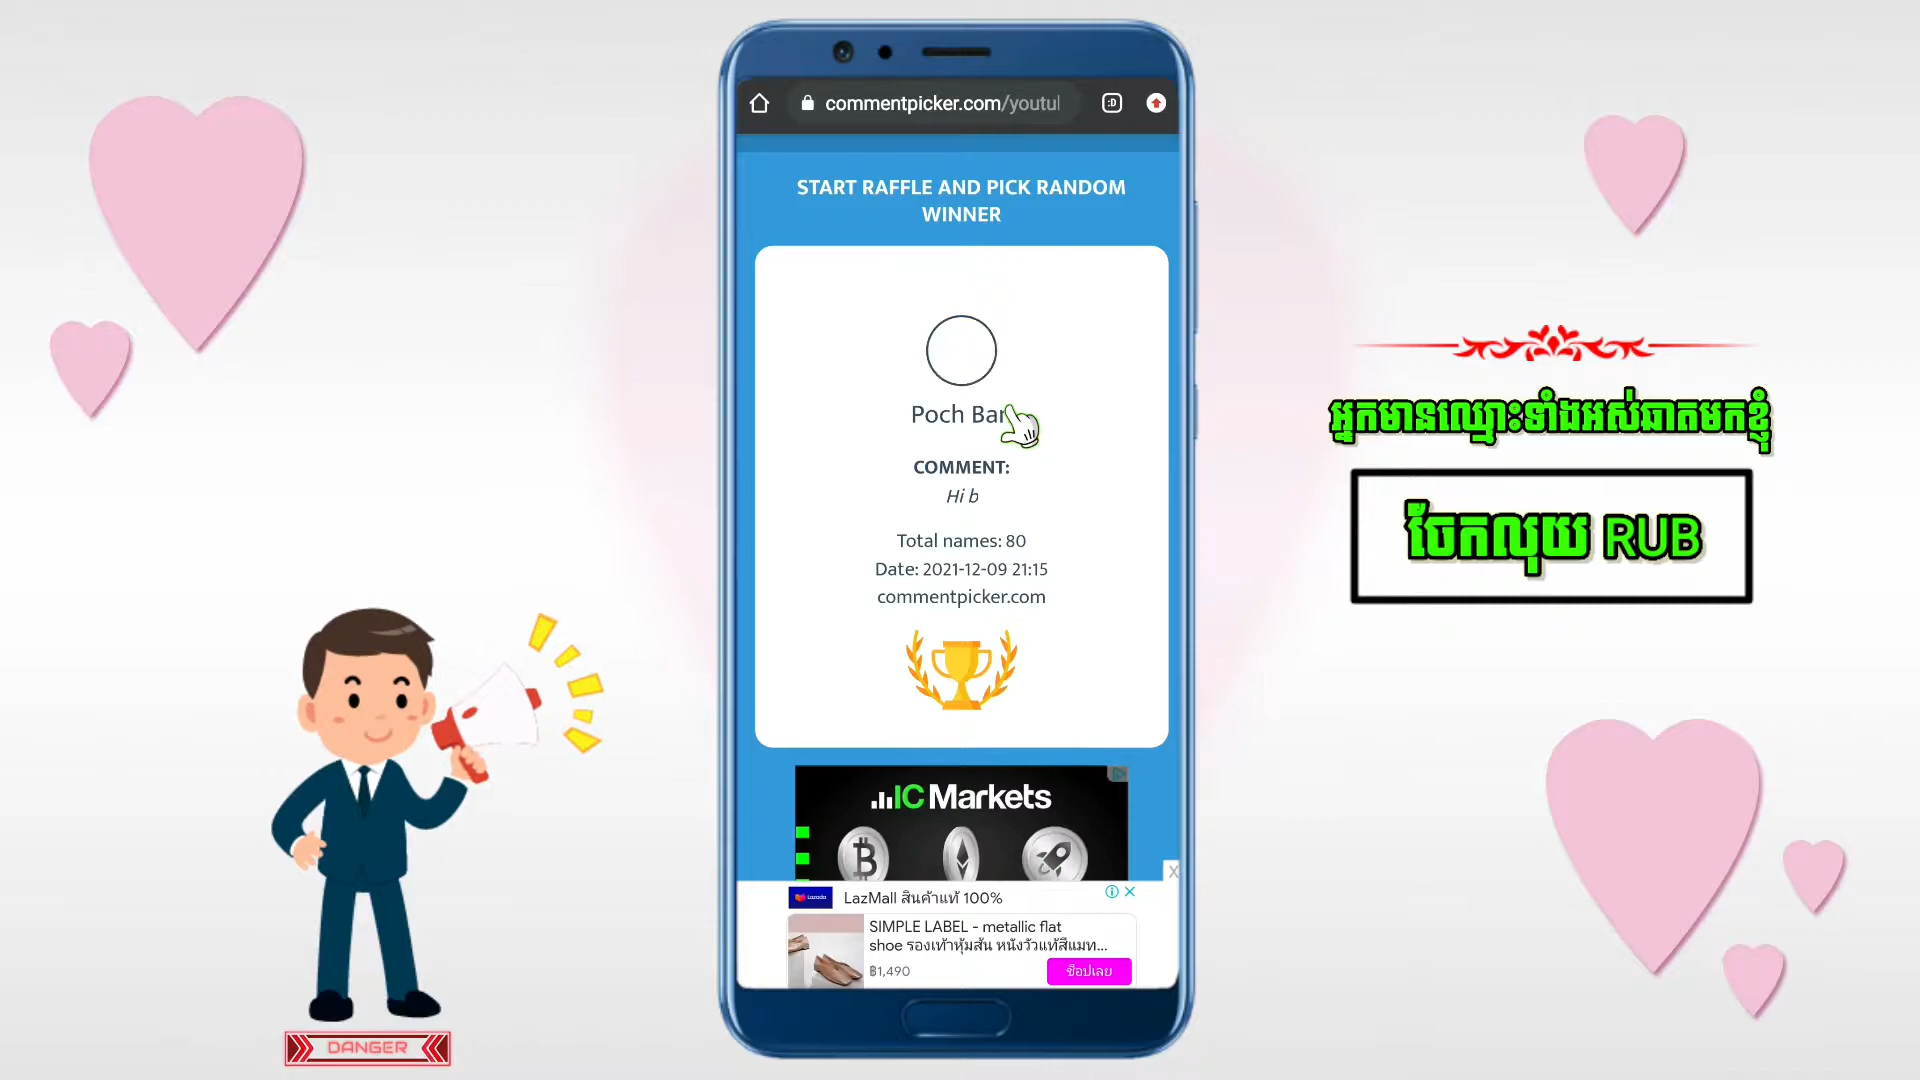 commentpicker.com/youtul
:D
START RAFFLE AND PICK RANDOM
WINNER
Poch Bar
COMMENT:
Hi b
Total names: 80
Date: 2021-12-09 21:15
commentpicker.com
IC Markets
X
Lazada
LazMall สินค้าแท้ 100%
SIMPLE LABEL - metallic flat
shoe รองเท้าหุ้มส้น หนังวัวแท้สีแมท...
฿1,490
ช็อปเลย
អ្នកមានឈ្មោះទាំងអស់ឆាតមកខ្ញុំ
ចែកលុយ RUB
DANGER